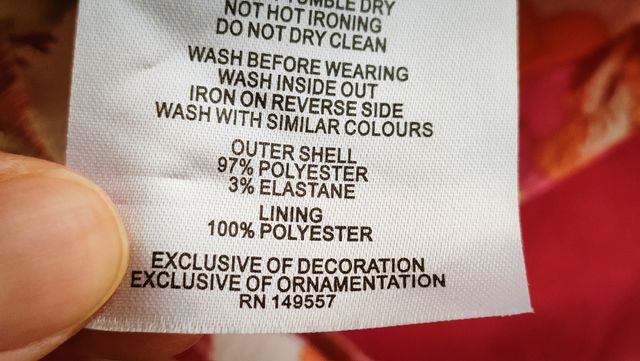 TUMBLE DRY
NOT HOT IRONING
DO NOT DRY CLEAN
WASH BEFORE WEARING
WASH INSIDE OUT
IRON ON REVERSE SIDE
WASH WITH SIMILAR COLOURS
OUTER SHELL
97% POLYESTER
3% ELASTANE
LINING
100% POLYESTER
EXCLUSIVE OF DECORATION
EXCLUSIVE OF ORNAMENTATION
RN 149557